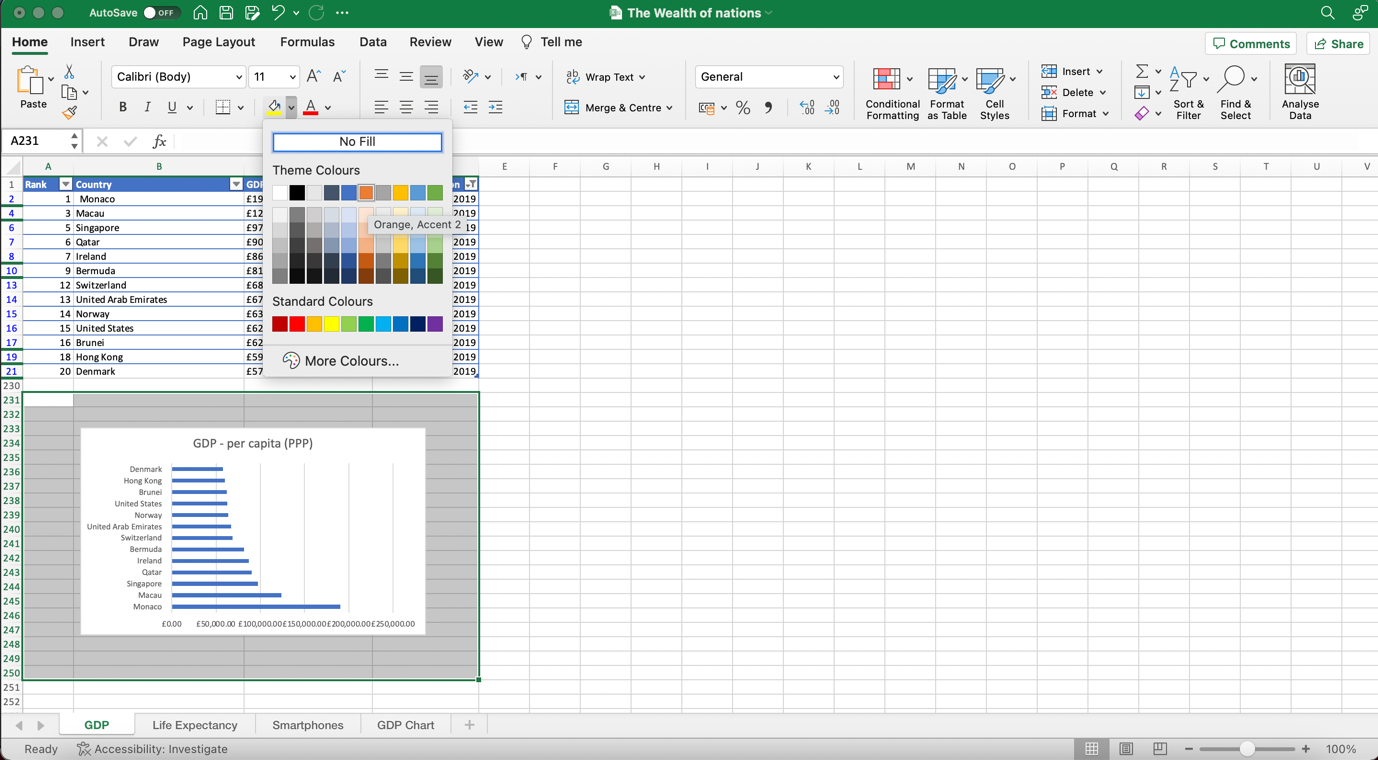 AutoSave OFF The Wealth of nations
Home Insert Draw Page Layout Formulas Data Review View Tell me Comments Share
Paste Calibri (Body) 11 A^ A Wrap Text General Conditional Formatting Format as Table Cell Styles Insert Delete Format Sort & Filter Find & Select Analyse Data
B I U A Merge & Centre % 9
A231 fx
No Fill
Theme Colours
Orange, Accent 2
Standard Colours
More Colours...
A B E F G H I J K L M N O P Q R S T U V
1 Rank Country GDP n
2 1 Monaco £19 2019
4 3 Macau £12 2019
6 5 Singapore £97 19
7 6 Qatar £90 2019
8 7 Ireland £86 2019
10 9 Bermuda £81 2019
13 12 Switzerland £68 2019
14 13 United Arab Emirates £67 2019
15 14 Norway £63 2019
16 15 United States £62 2019
17 16 Brunei £62 2019
19 18 Hong Kong £59 2019
21 20 Denmark £57 2019
230
231
232
233
234
235
236
237
238
239
240
241
242
243
244
245
246
247
248
249
250
251
252
GDP - per capita (PPP)
Denmark
Hong Kong
Brunei
United States
Norway
United Arab Emirates
Switzerland
Bermuda
Ireland
Qatar
Singapore
Macau
Monaco
£0.00 £50,000.00 £100,000.00 £150,000.00 £200,000.00 £250,000.00
GDP Life Expectancy Smartphones GDP Chart
Ready Accessibility: Investigate 100%